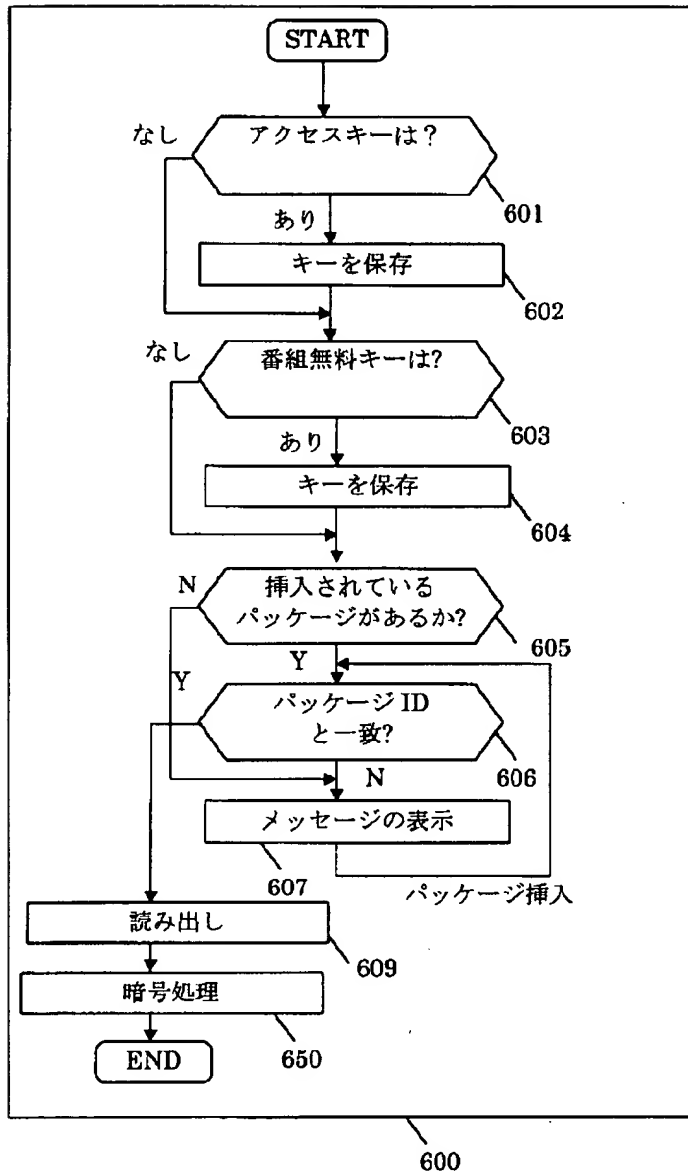 START
アクセスキーは?
なし
601
あり
キーを保存
602
番組無料キーは?
なし
603
あり
キーを保存
604
挿入されている
パッケージがあるか?
N
605
Y
Y
パッケージ ID
と一致?
606
N
メッセージの表示
607
パッケージ挿入
読み出し
609
暗号処理
650
END
600